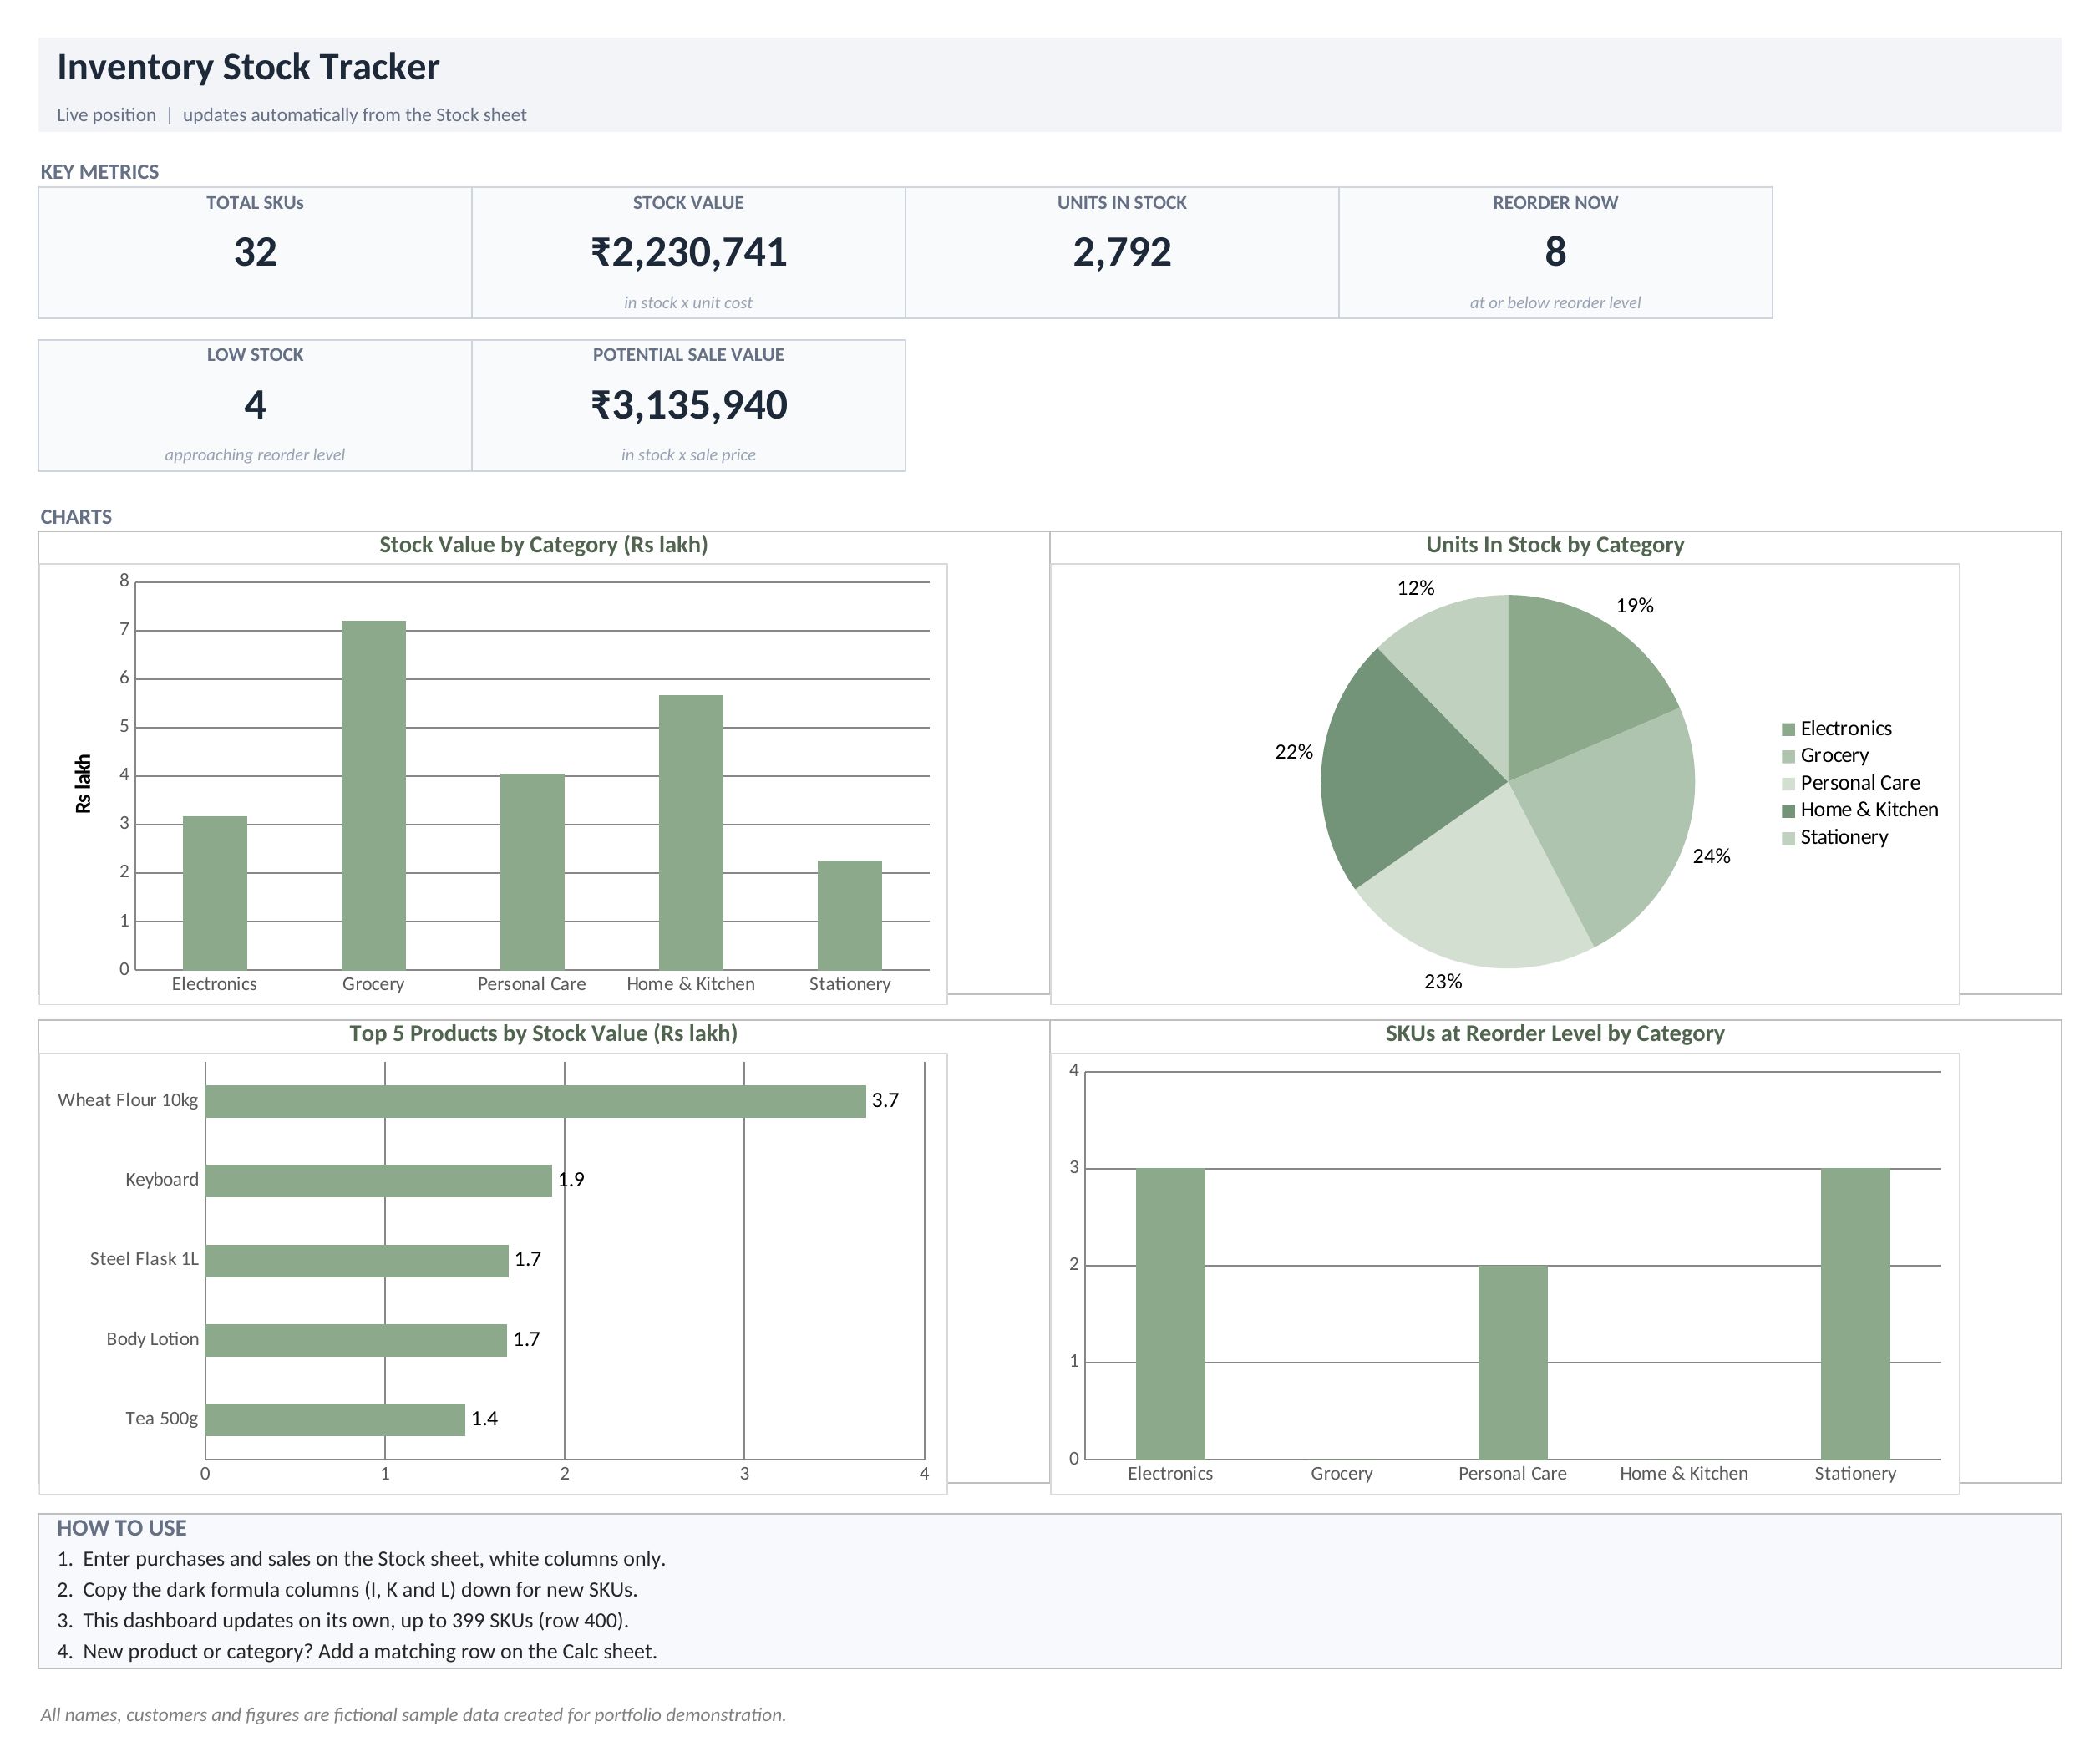 Inventory Stock Tracker
Live position | updates automatically from the Stock sheet
KEY METRICS
TOTAL SKUs
32
STOCK VALUE
₹2,230,741
in stock x unit cost
UNITS IN STOCK
2,792
REORDER NOW
8
at or below reorder level
LOW STOCK
4
approaching reorder level
POTENTIAL SALE VALUE
₹3,135,940
in stock x sale price
CHARTS
Stock Value by Category (Rs lakh)
8
7
6
5
4
3
2
1
0
Rs lakh
Electronics
Grocery
Personal Care
Home & Kitchen
Stationery
Units In Stock by Category
12%
19%
22%
24%
23%
Electronics
Grocery
Personal Care
Home & Kitchen
Stationery
Top 5 Products by Stock Value (Rs lakh)
Wheat Flour 10kg 3.7
Keyboard 1.9
Steel Flask 1L 1.7
Body Lotion 1.7
Tea 500g 1.4
0 1 2 3 4
SKUs at Reorder Level by Category
4
3
2
1
0
Electronics
Grocery
Personal Care
Home & Kitchen
Stationery
HOW TO USE
1. Enter purchases and sales on the Stock sheet, white columns only.
2. Copy the dark formula columns (I, K and L) down for new SKUs.
3. This dashboard updates on its own, up to 399 SKUs (row 400).
4. New product or category? Add a matching row on the Calc sheet.
All names, customers and figures are fictional sample data created for portfolio demonstration.